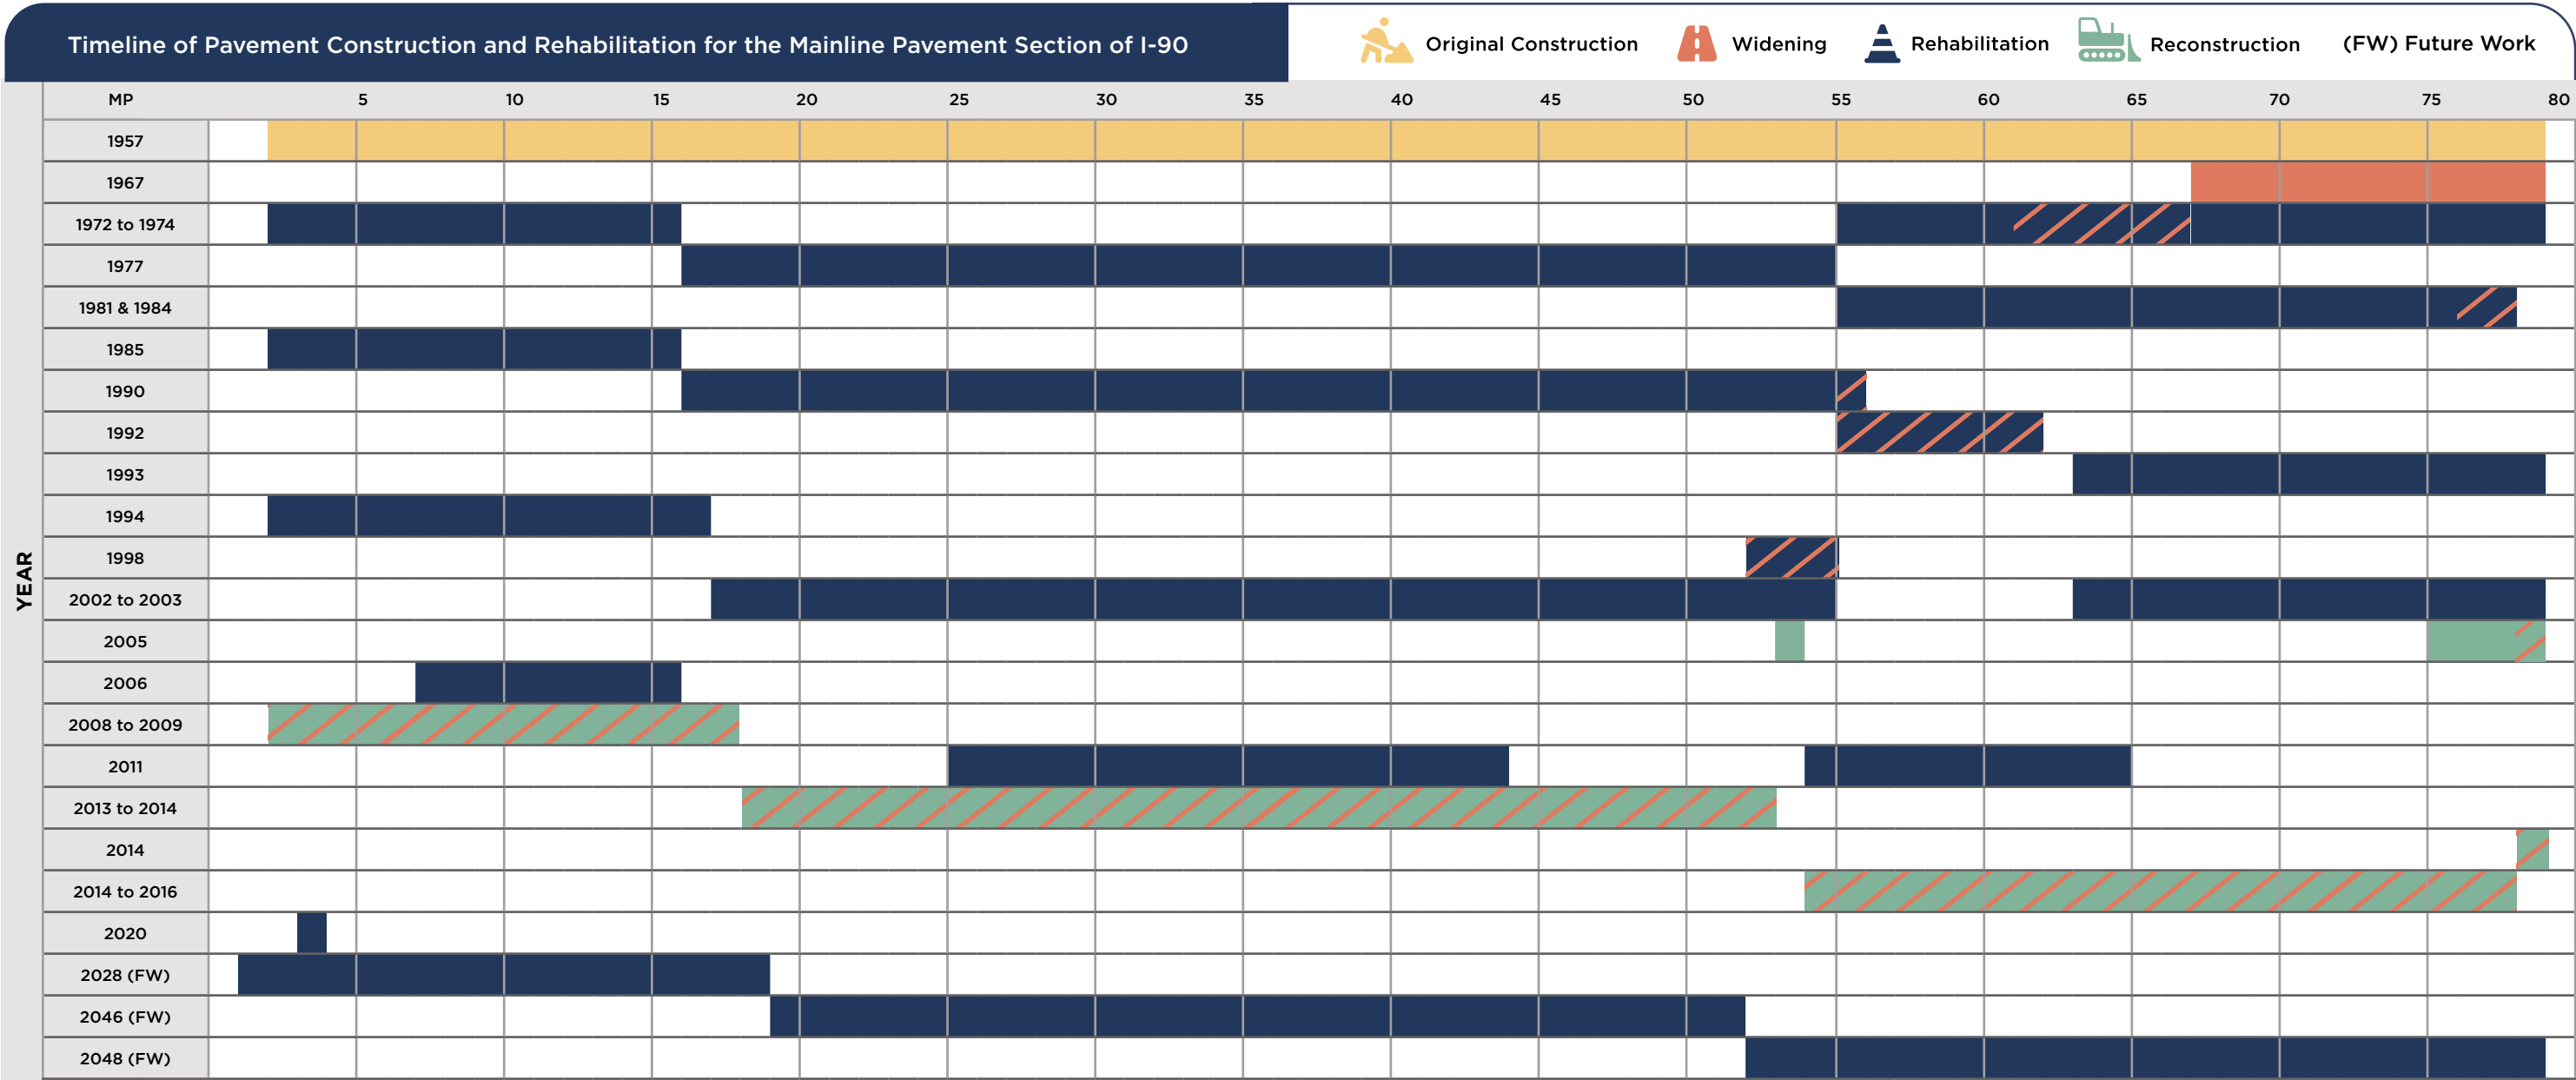 Timeline of Pavement Construction and Rehabilitation for the Mainline Pavement Section of I-90
Original Construction Widening Rehabilitation Reconstruction (FW) Future Work
MP 5 10 15 20 25 30 35 40 45 50 55 60 65 70 75 80
YEAR
1957
1967
1972 to 1974
1977
1981 & 1984
1985
1990
1992
1993
1994
1998
2002 to 2003
2005
2006
2008 to 2009
2011
2013 to 2014
2014
2014 to 2016
2020
2028 (FW)
2046 (FW)
2048 (FW)